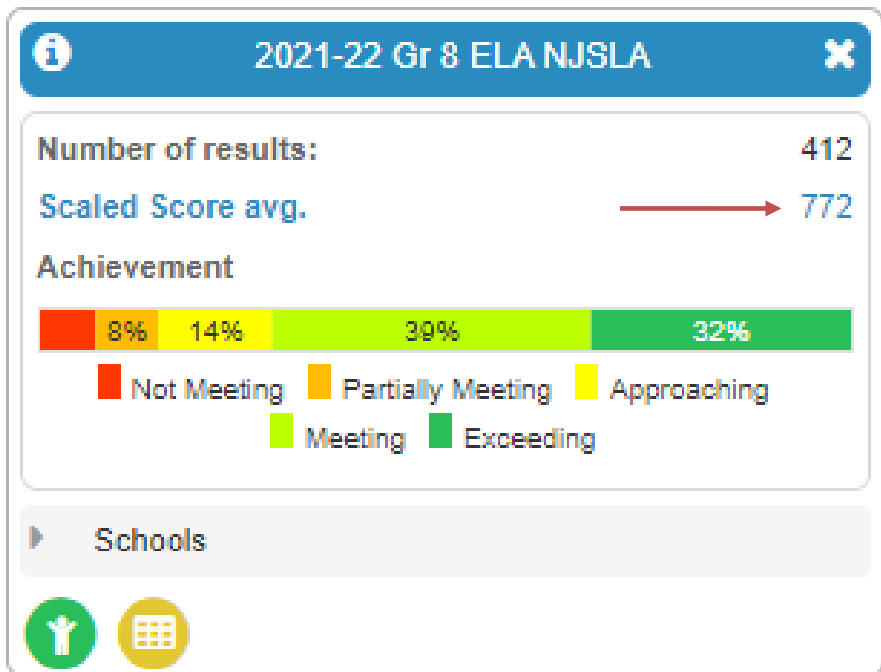 2021-22 Gr 8 ELA NJSLA
Number of results: 412
Scaled Score avg. 772
Achievement
8% 14% 39% 32%
Not Meeting Partially Meeting Approaching
Meeting Exceeding
Schools